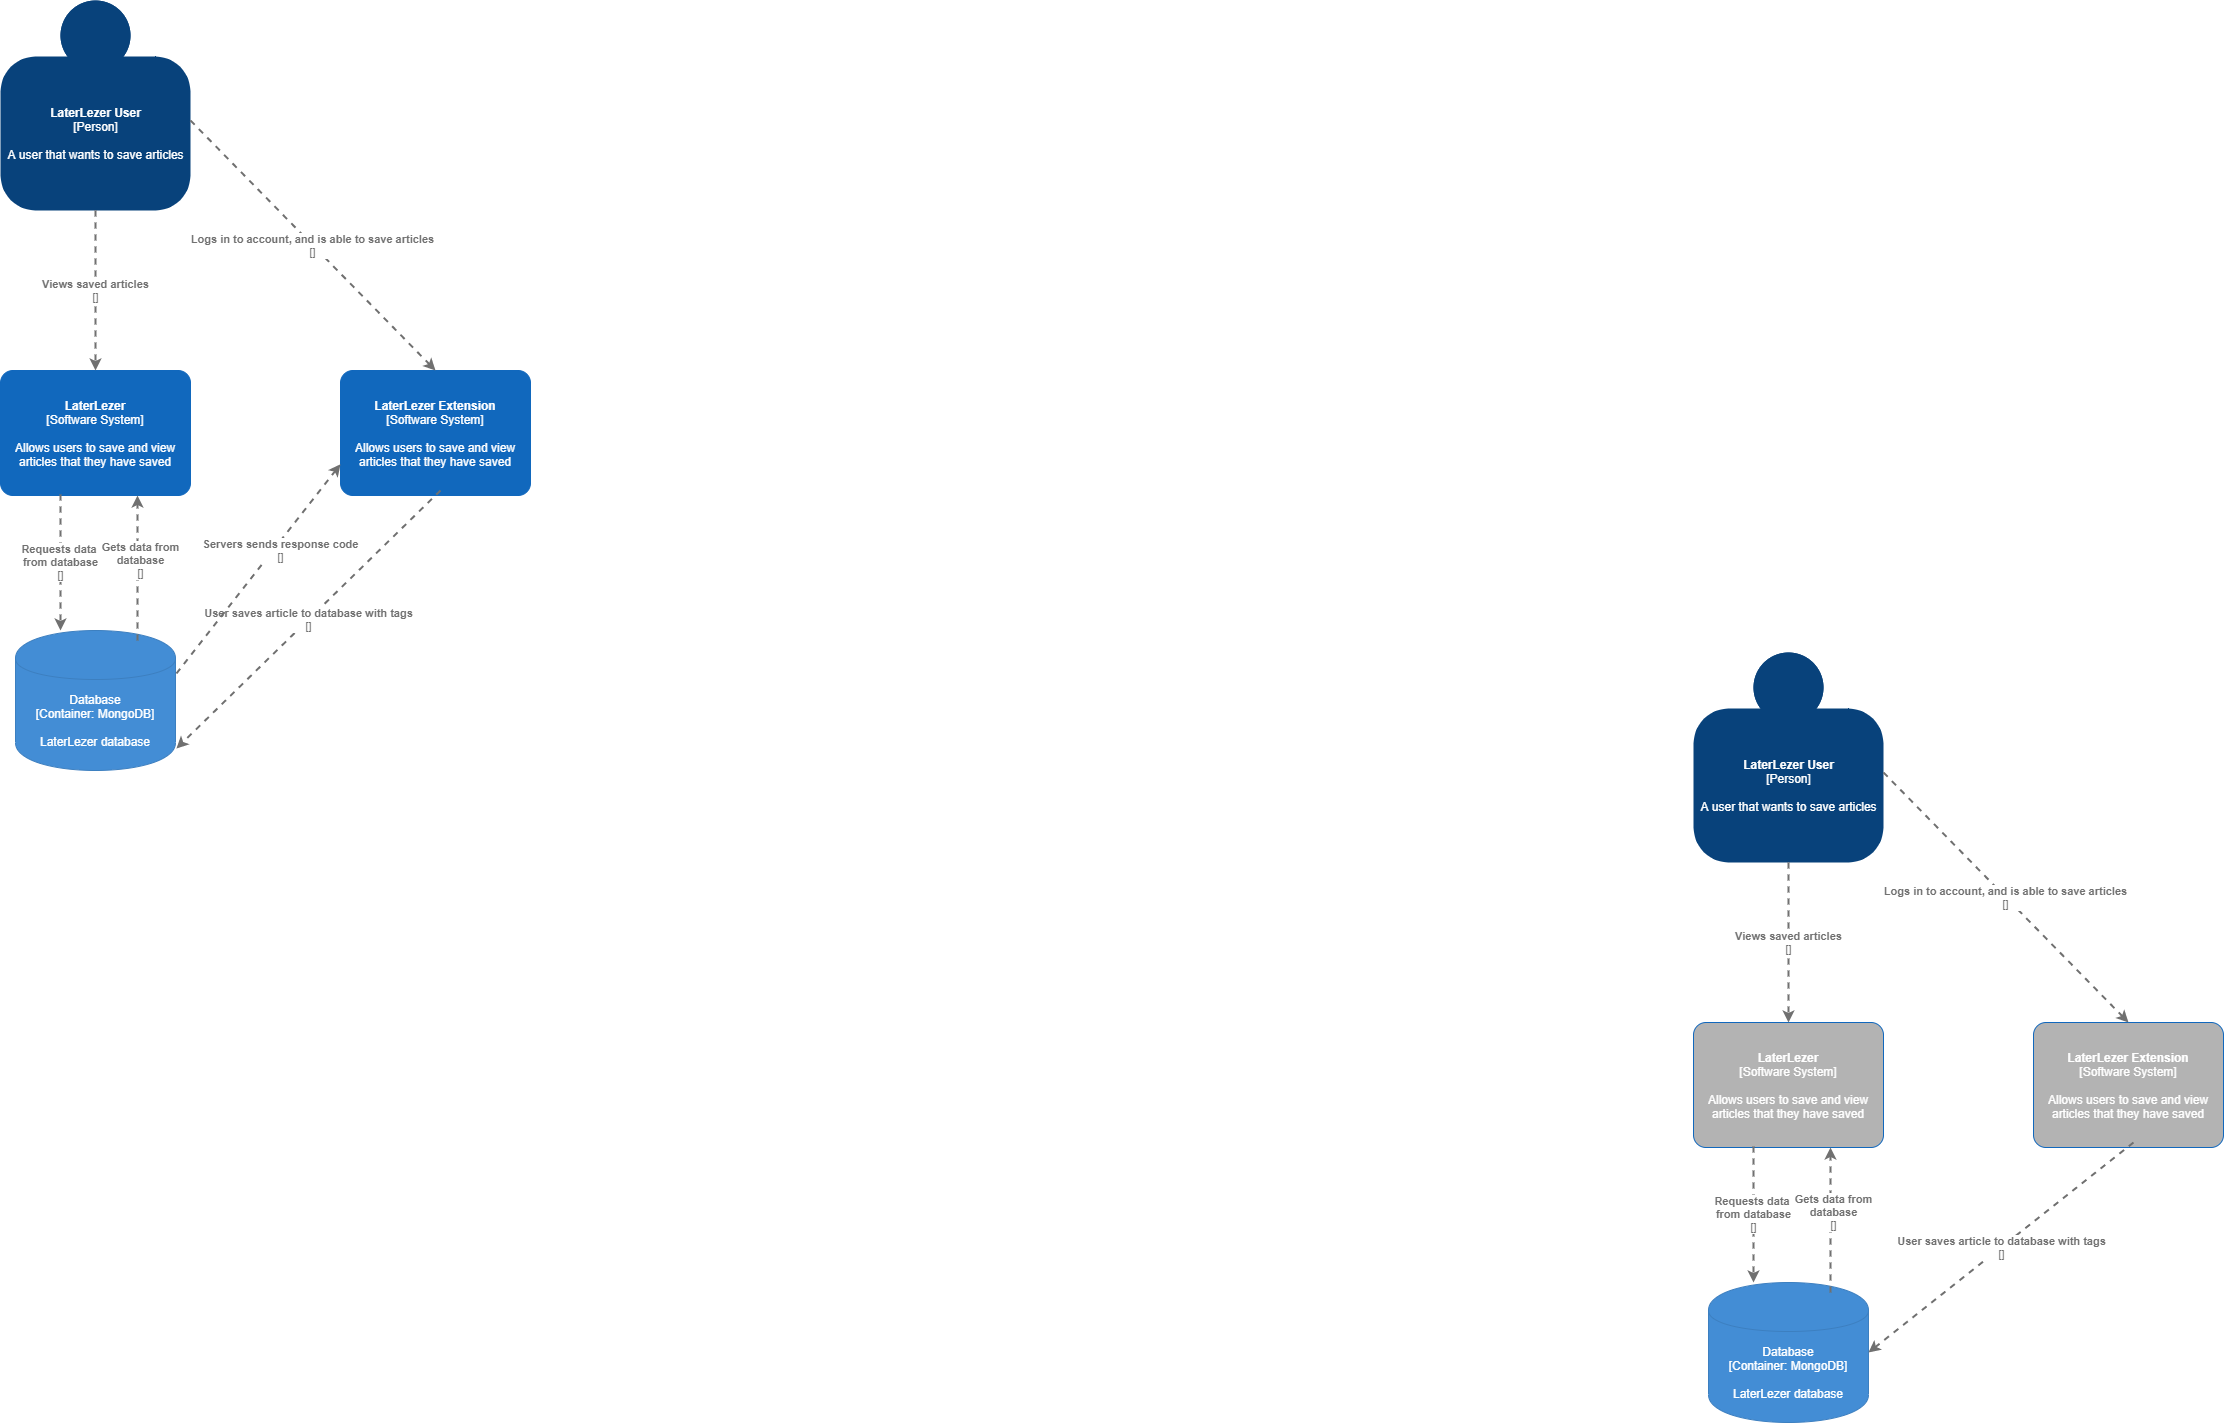 LaterLezer User
[Person]
A user that wants to save articles
Logs in to account, and is able to save articles
[]
Views saved articles
[]
LaterLezer
[Software System]
Allows users to save and view
articles that they have saved
LaterLezer Extension
[Software System]
Allows users to save and view
articles that they have saved
Requests data
from database
[]
Gets data from
database
[]
Servers sends response code
[]
User saves article to database with tags
[]
Database
[Container: MongoDB]
LaterLezer database
LaterLezer User
[Person]
A user that wants to save articles
Logs in to account, and is able to save articles
[]
Views saved articles
[]
LaterLezer
[Software System]
Allows users to save and view
articles that they have saved
LaterLezer Extension
[Software System]
Allows users to save and view
articles that they have saved
Requests data
from database
[]
Gets data from
database
[]
User saves article to database with tags
[]
Database
[Container: MongoDB]
LaterLezer database